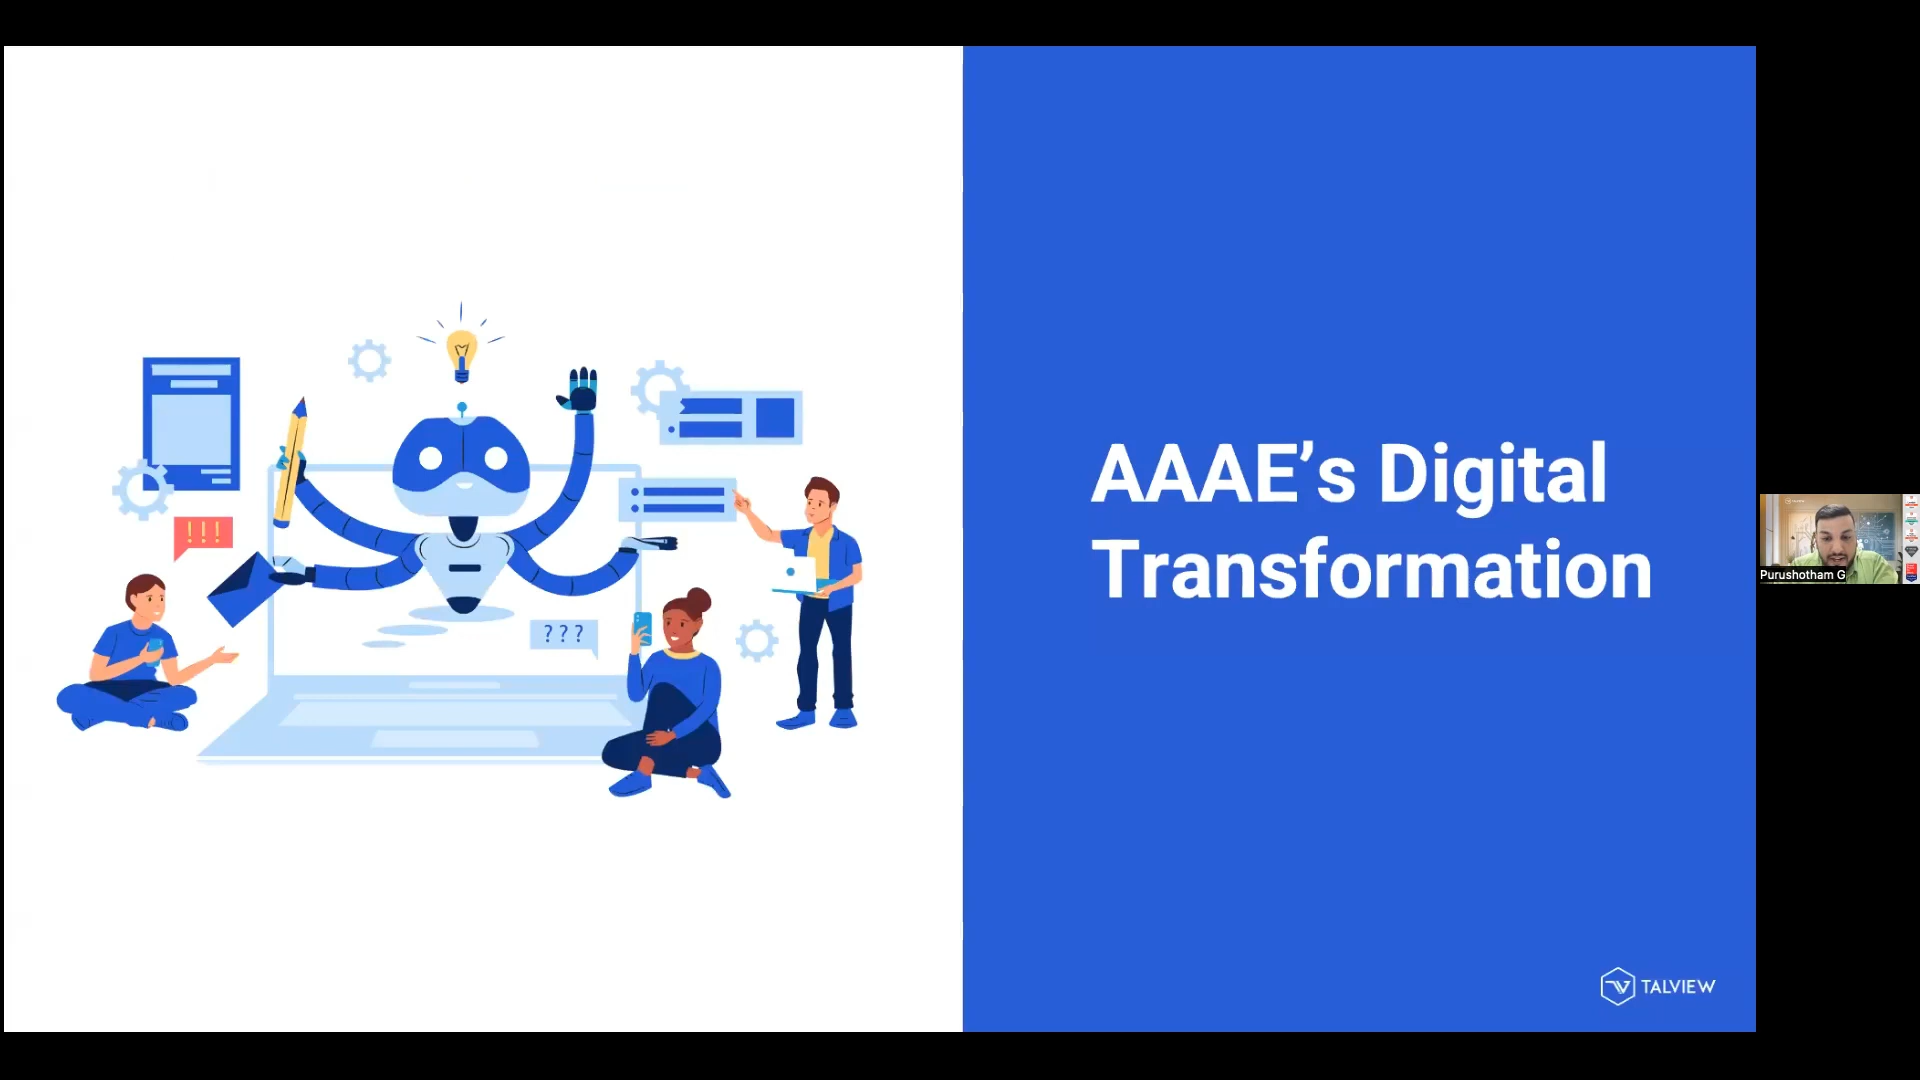 !!!
???
AAAE’s Digital
Transformation
TALVIEW
Purushotham G